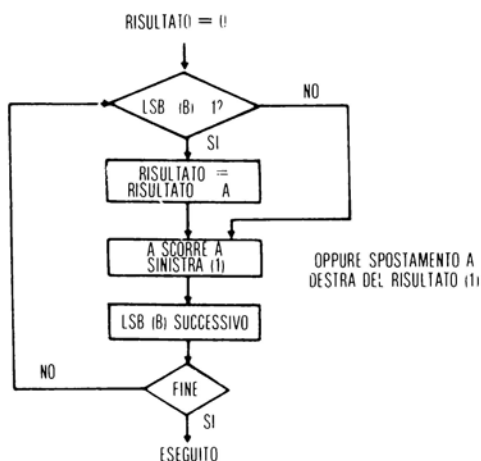 RISULTATO = 0
LSB (B) 1?
NO
SI
RISULTATO =
RISULTATO A
A SCORRE A
SINISTRA (1)
OPPURE SPOSTAMENTO A
DESTRA DEL RISULTATO (1)
LSB (B) SUCCESSIVO
NO
FINE
SI
ESEGUITO